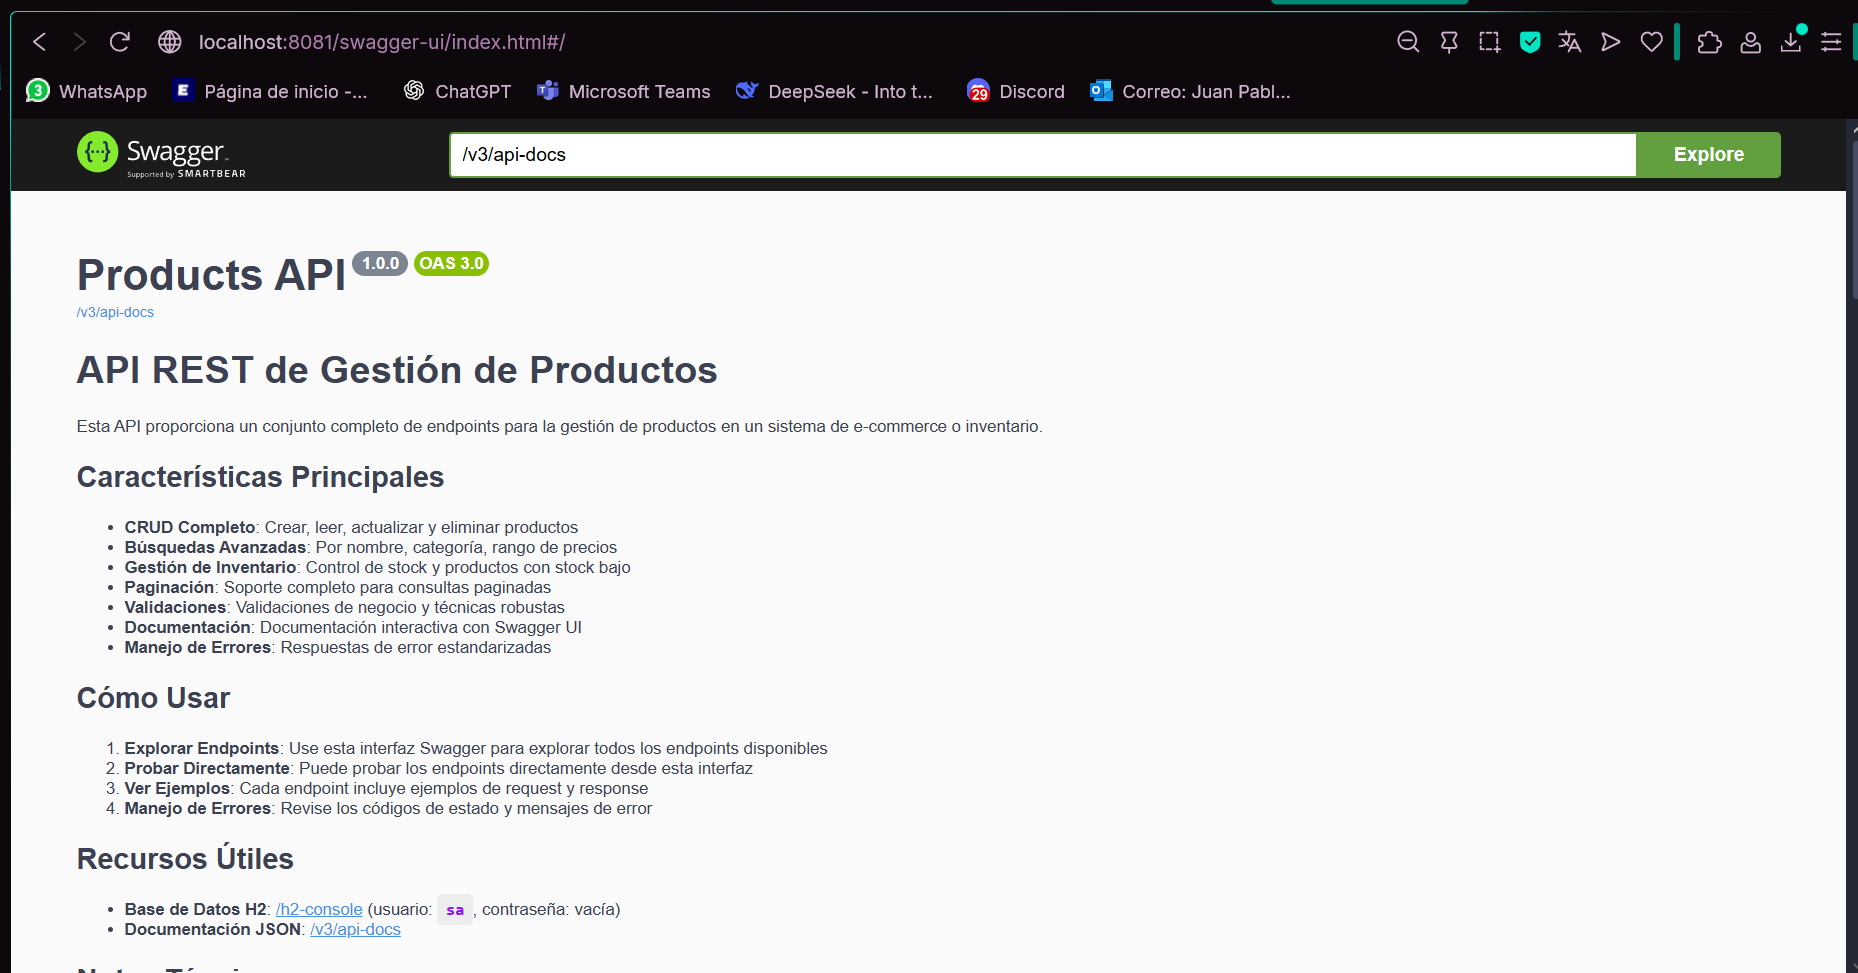 localhost:8081/swagger-ui/index.html#/
3 WhatsApp E Página de inicio -... ChatGPT Microsoft Teams DeepSeek - Into t... 29 Discord Correo: Juan Pabl...
Swagger
Supported by SMARTBEAR
/v3/api-docs
Explore
Products API 1.0.0 OAS 3.0
/v3/api-docs
API REST de Gestión de Productos
Esta API proporciona un conjunto completo de endpoints para la gestión de productos en un sistema de e-commerce o inventario.
Características Principales
• CRUD Completo: Crear, leer, actualizar y eliminar productos
• Búsquedas Avanzadas: Por nombre, categoría, rango de precios
• Gestión de Inventario: Control de stock y productos con stock bajo
• Paginación: Soporte completo para consultas paginadas
• Validaciones: Validaciones de negocio y técnicas robustas
• Documentación: Documentación interactiva con Swagger UI
• Manejo de Errores: Respuestas de error estandarizadas
Cómo Usar
1. Explorar Endpoints: Use esta interfaz Swagger para explorar todos los endpoints disponibles
2. Probar Directamente: Puede probar los endpoints directamente desde esta interfaz
3. Ver Ejemplos: Cada endpoint incluye ejemplos de request y response
4. Manejo de Errores: Revise los códigos de estado y mensajes de error
Recursos Útiles
• Base de Datos H2: /h2-console (usuario: sa , contraseña: vacía)
• Documentación JSON: /v3/api-docs